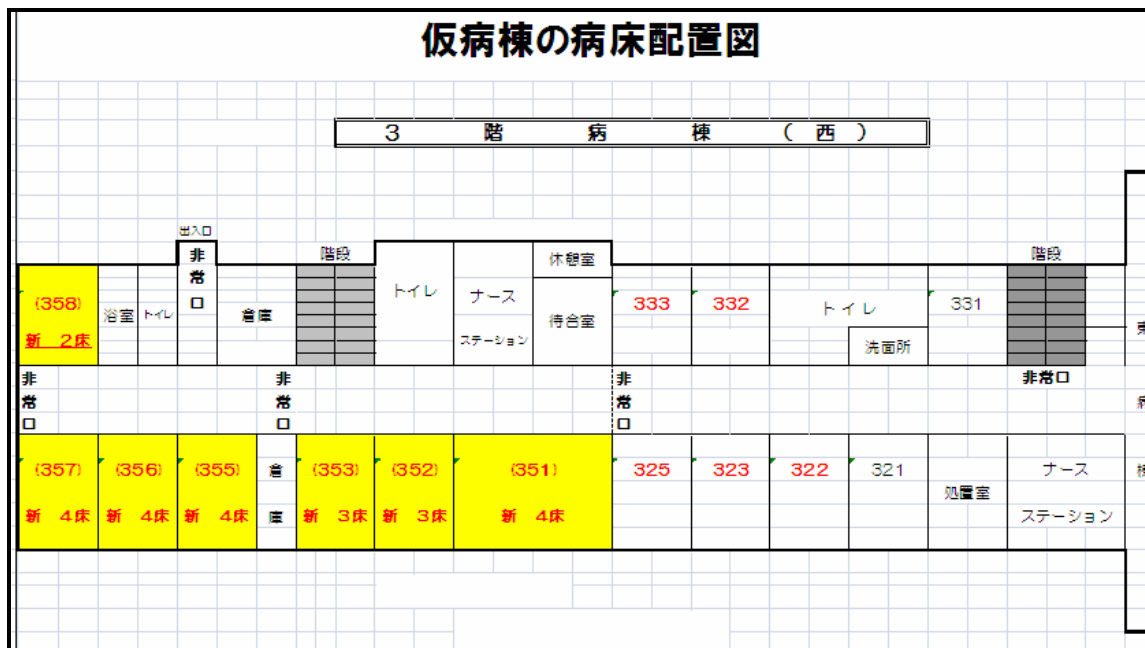 仮病棟の病床配置図
3 階 病 棟 ( 西 )
出入口
非常口
階段
階段
休憩室
(358)
新 2床
浴室
トイレ
倉庫
トイレ
ナース
ステーション
待合室
333
332
トイレ
洗面所
331
東
非常口
非常口
非常口
非常口
病
(357)
新 4床
(356)
新 4床
(355)
新 4床
倉庫
(353)
新 3床
(352)
新 3床
(351)
新 4床
325
323
322
321
処置室
ナース
ステーション
棟